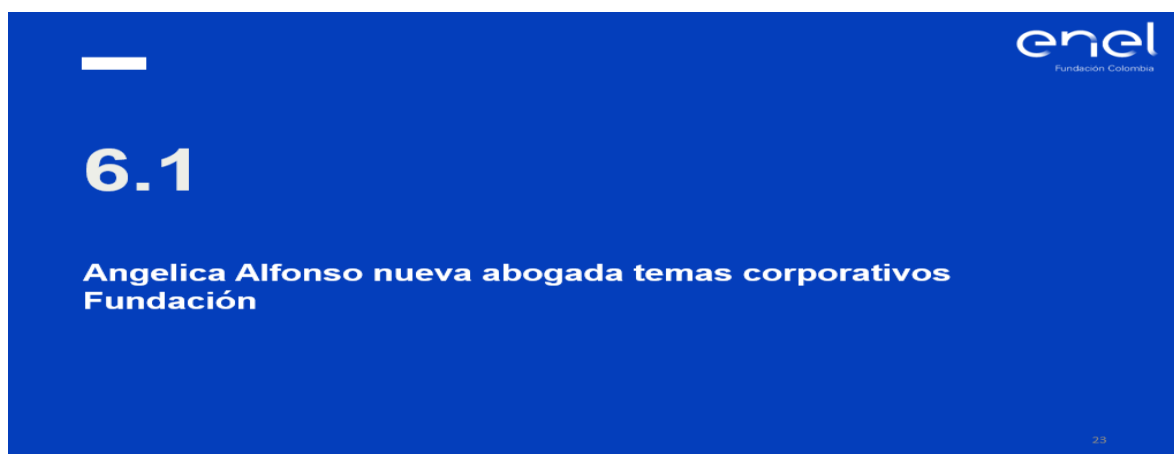 enel
Fundación Colombia
6.1
Angelica Alfonso nueva abogada temas corporativos
Fundación
23